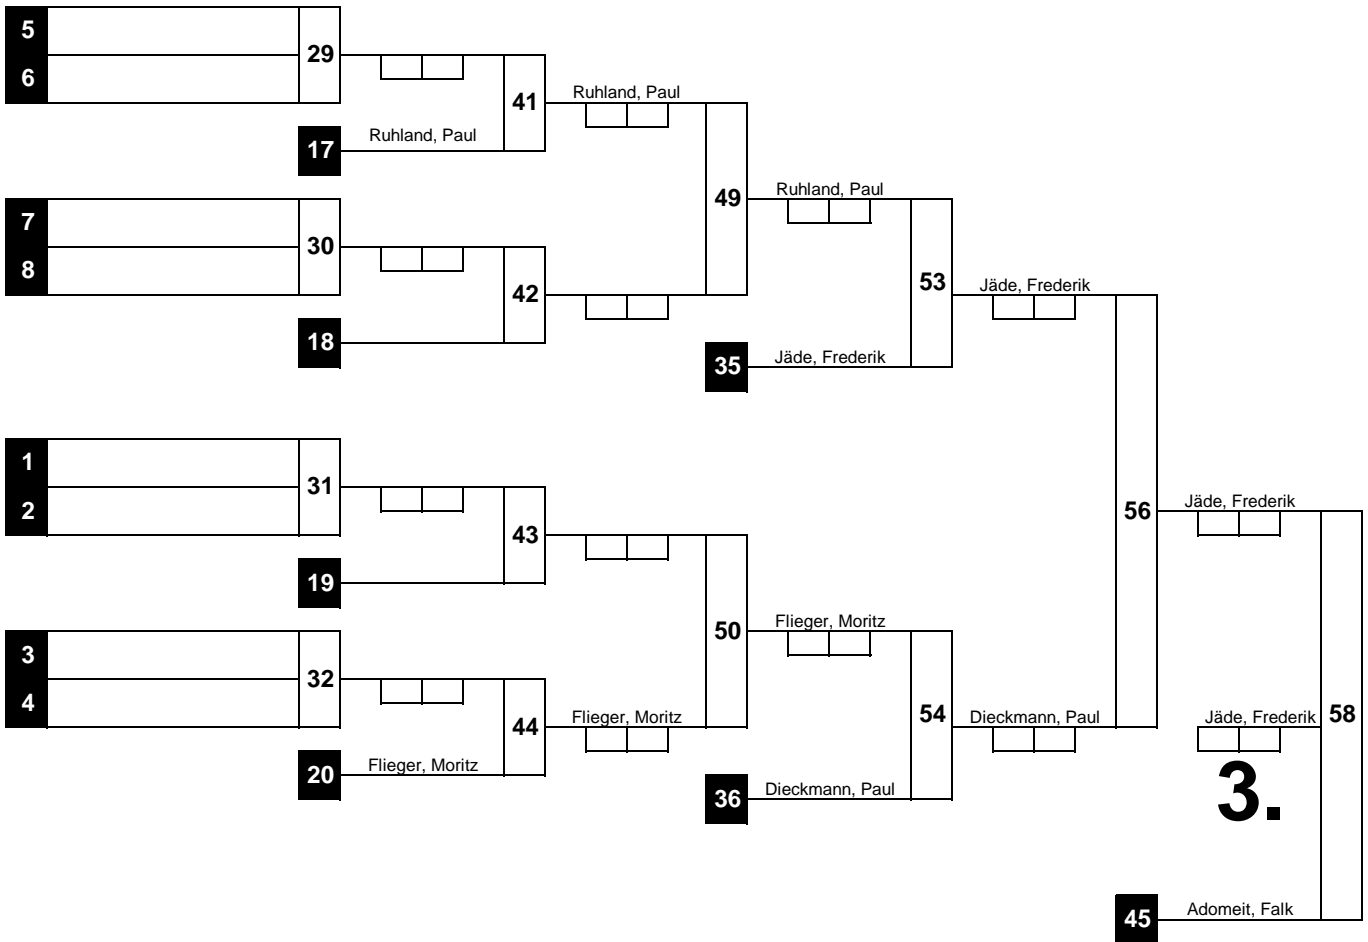 5
29
6
41
Ruhland, Paul
17
Ruhland, Paul
49
Ruhland, Paul
7
30
8
42
53
Jäde, Frederik
18
35
Jäde, Frederik
1
31
2
43
56
Jäde, Frederik
19
3
32
4
50
Flieger, Moritz
44
Flieger, Moritz
54
Dieckmann, Paul
Jäde, Frederik
58
20
Flieger, Moritz
36
Dieckmann, Paul
3.
45
Adomeit, Falk